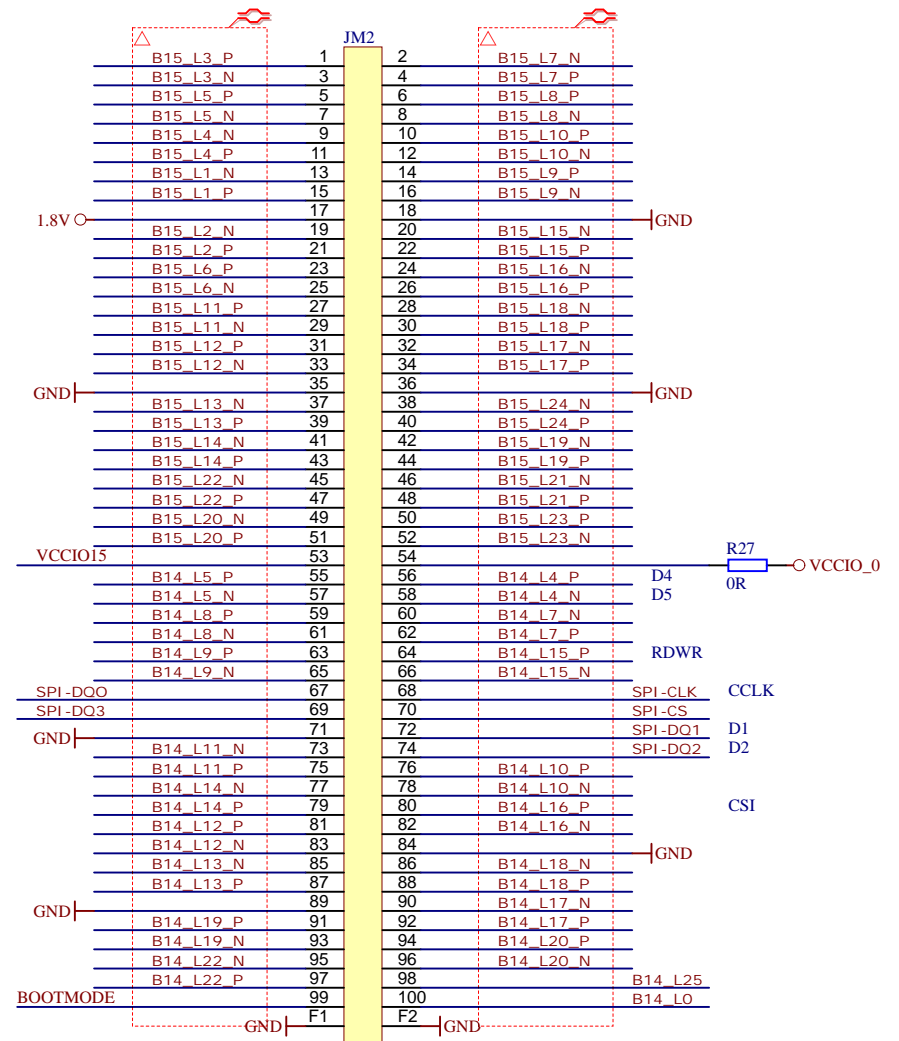 JM2
B15_L3_P 1 2 B15_L7_N
B15_L3_N 3 4 B15_L7_P
B15_L5_P 5 6 B15_L8_P
B15_L5_N 7 8 B15_L8_N
B15_L4_N 9 10 B15_L10_P
B15_L4_P 11 12 B15_L10_N
B15_L1_N 13 14 B15_L9_P
B15_L1_P 15 16 B15_L9_N
1.8V 17 18 GND
B15_L2_N 19 20 B15_L15_N
B15_L2_P 21 22 B15_L15_P
B15_L6_P 23 24 B15_L16_N
B15_L6_N 25 26 B15_L16_P
B15_L11_P 27 28 B15_L18_N
B15_L11_N 29 30 B15_L18_P
B15_L12_P 31 32 B15_L17_N
B15_L12_N 33 34 B15_L17_P
GND 35 36 GND
B15_L13_N 37 38 B15_L24_N
B15_L13_P 39 40 B15_L24_P
B15_L14_N 41 42 B15_L19_N
B15_L14_P 43 44 B15_L19_P
B15_L22_N 45 46 B15_L21_N
B15_L22_P 47 48 B15_L21_P
B15_L20_N 49 50 B15_L23_P
B15_L20_P 51 52 B15_L23_N
VCCIO15 53 54 R27 0R VCCIO_0
B14_L5_P 55 56 B14_L4_P D4
B14_L5_N 57 58 B14_L4_N D5
B14_L8_P 59 60 B14_L7_N
B14_L8_N 61 62 B14_L7_P
B14_L9_P 63 64 B14_L15_P RDWR
B14_L9_N 65 66 B14_L15_N
SPI-DQ0 67 68 SPI-CLK CCLK
SPI-DQ3 69 70 SPI-CS
GND 71 72 SPI-DQ1 D1
B14_L11_N 73 74 SPI-DQ2 D2
B14_L11_P 75 76 B14_L10_P
B14_L14_N 77 78 B14_L10_N
B14_L14_P 79 80 B14_L16_P CSI
B14_L12_P 81 82 B14_L16_N
B14_L12_N 83 84 GND
B14_L13_N 85 86 B14_L18_N
B14_L13_P 87 88 B14_L18_P
GND 89 90 B14_L17_N
B14_L19_P 91 92 B14_L17_P
B14_L19_N 93 94 B14_L20_P
B14_L22_N 95 96 B14_L20_N
B14_L22_P 97 98 B14_L25
BOOTMODE 99 100 B14_L0
GND F1 F2 GND